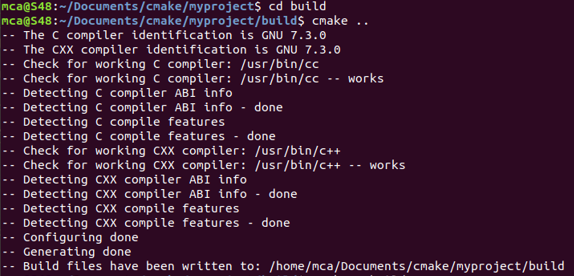 mca@S48:~/Documents/cmake/myproject$ cd build
mca@S48:~/Documents/cmake/myproject/build$ cmake ..
-- The C compiler identification is GNU 7.3.0
-- The CXX compiler identification is GNU 7.3.0
-- Check for working C compiler: /usr/bin/cc
-- Check for working C compiler: /usr/bin/cc -- works
-- Detecting C compiler ABI info
-- Detecting C compiler ABI info - done
-- Detecting C compile features
-- Detecting C compile features - done
-- Check for working CXX compiler: /usr/bin/c++
-- Check for working CXX compiler: /usr/bin/c++ -- works
-- Detecting CXX compiler ABI info
-- Detecting CXX compiler ABI info - done
-- Detecting CXX compile features
-- Detecting CXX compile features - done
-- Configuring done
-- Generating done
-- Build files have been written to: /home/mca/Documents/cmake/myproject/build